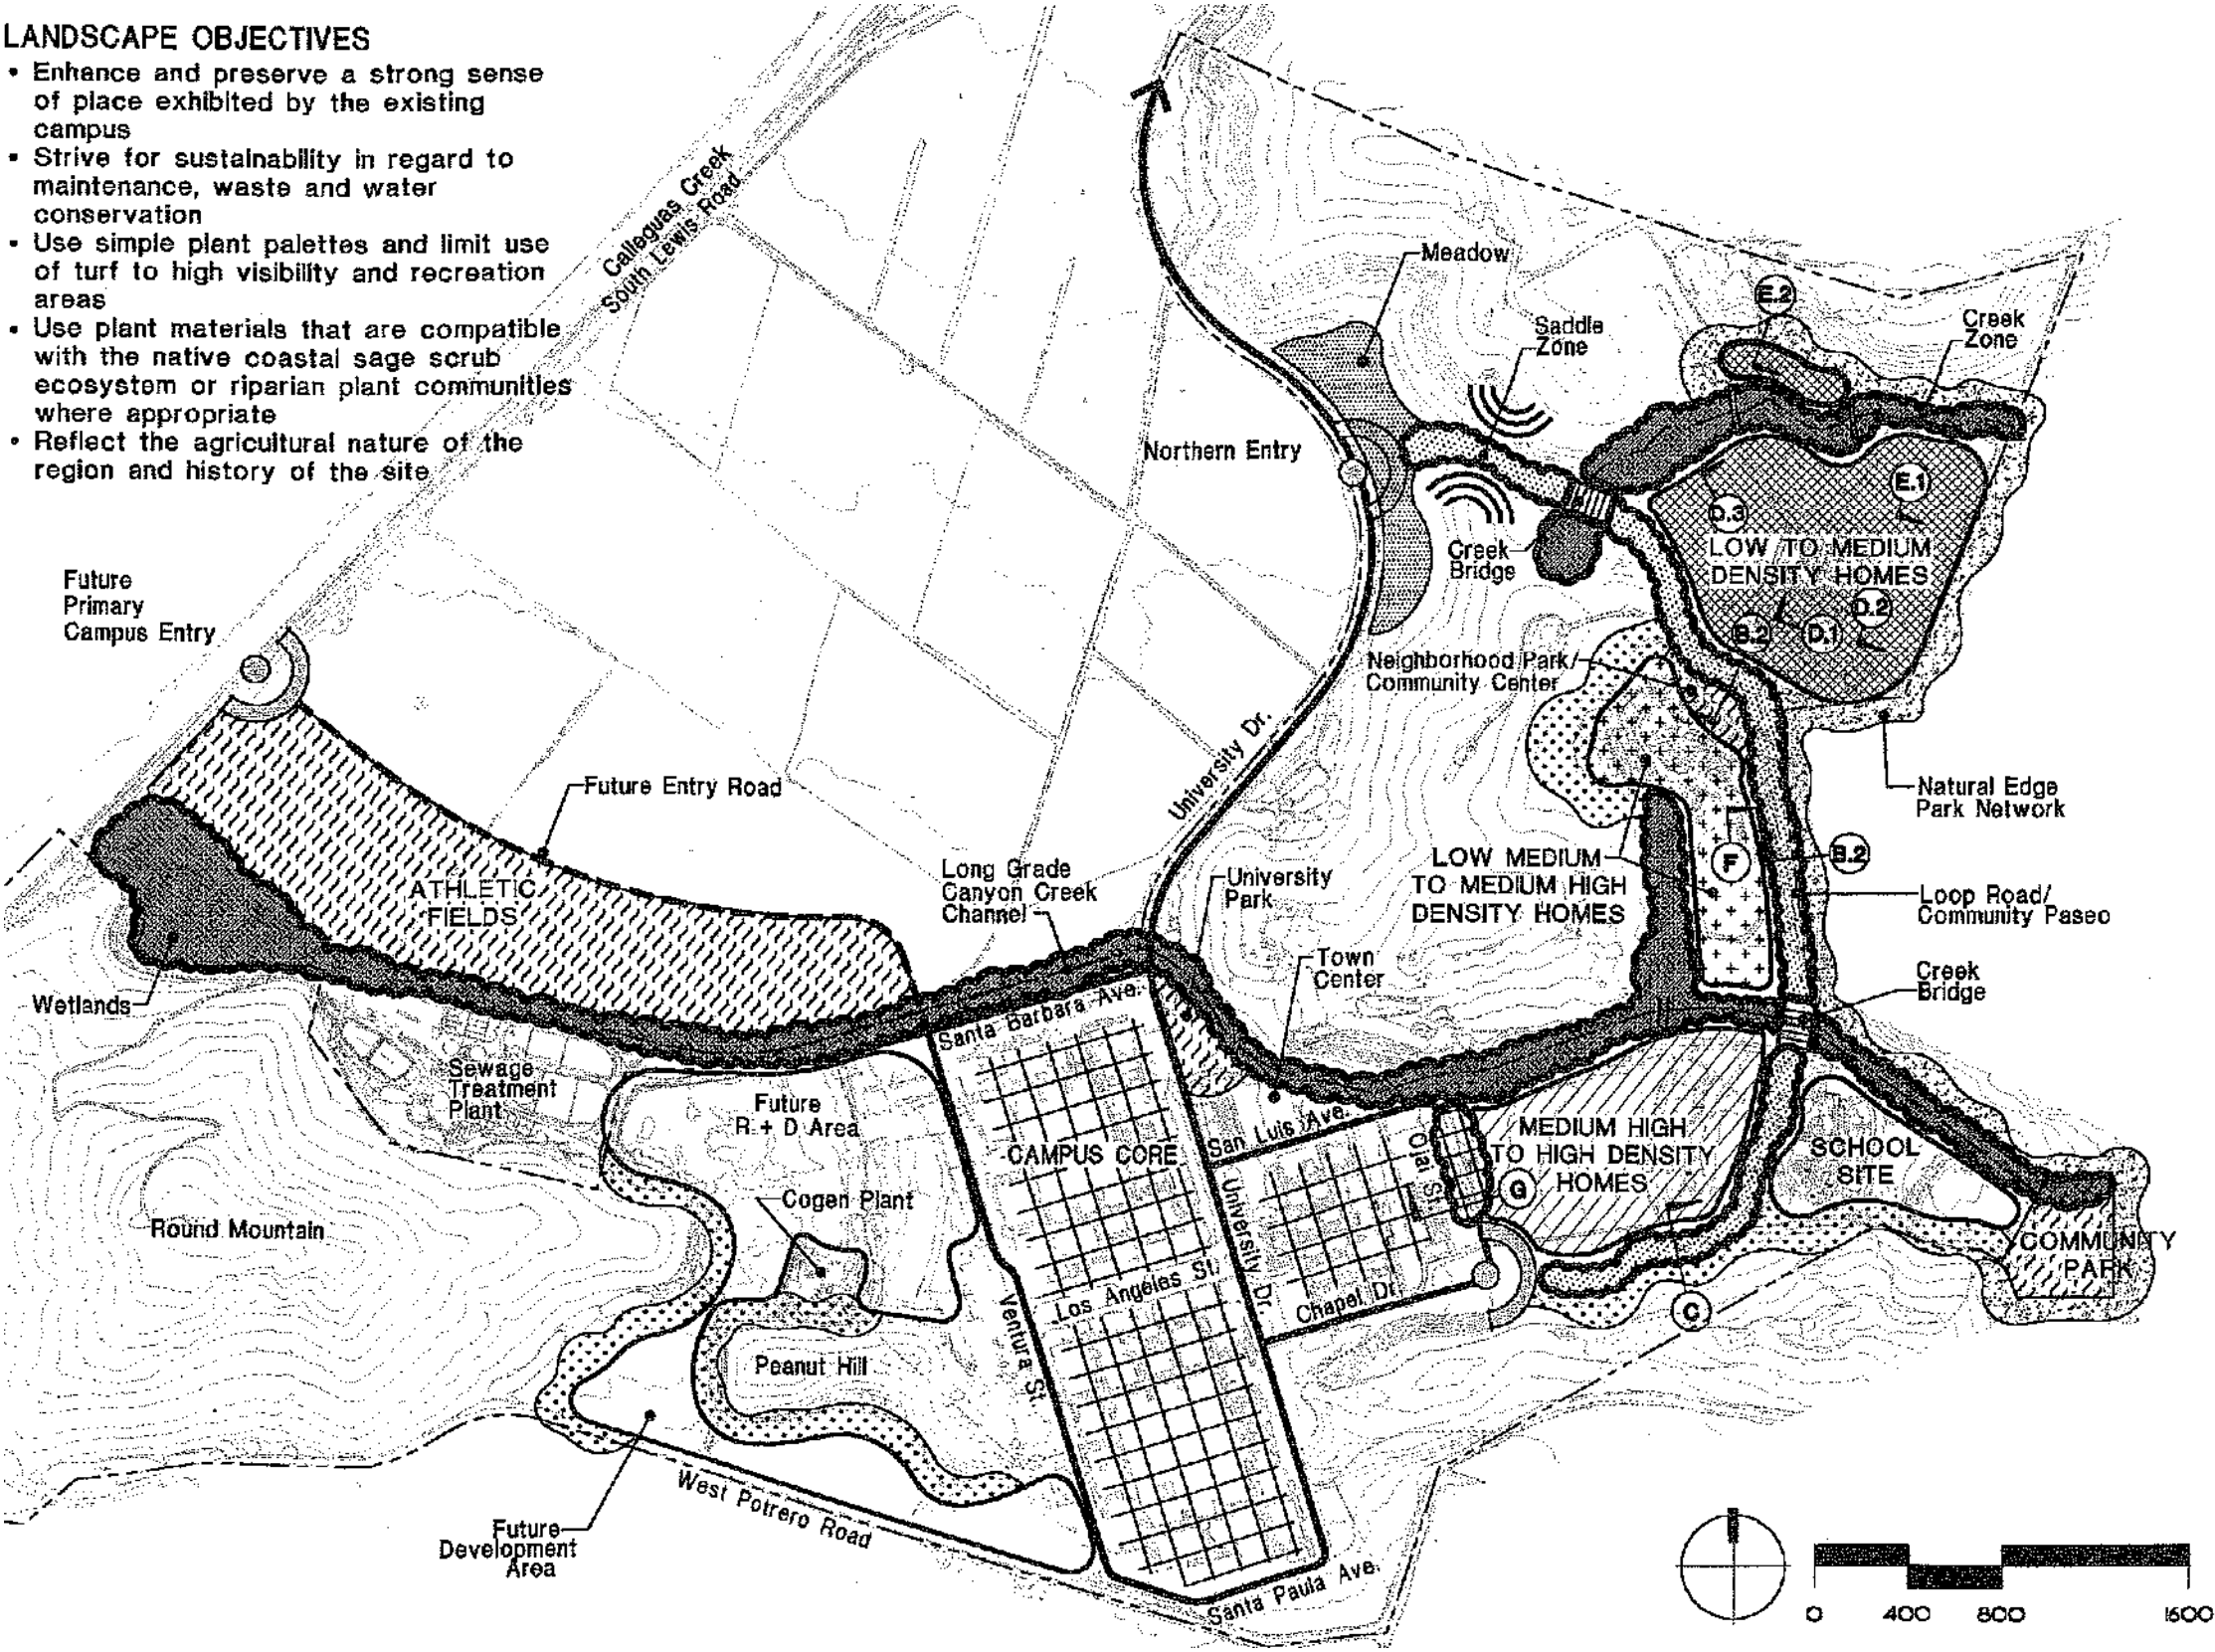 LANDSCAPE OBJECTIVES
• Enhance and preserve a strong sense
of place exhibited by the existing
campus
• Strive for sustainability in regard to
maintenance, waste and water
conservation
• Use simple plant palettes and limit use
of turf to high visibility and recreation
areas
• Use plant materials that are compatible
with the native coastal sage scrub
ecosystem or riparian plant communities
where appropriate
• Reflect the agricultural nature of the
region and history of the site
Calleguas Creek
South Lewis Road
Meadow
Saddle
Zone
E.2
Creek
Zone
Northern Entry
E.1
D.3
LOW TO MEDIUM
DENSITY HOMES
D.2
B.2
D.1
Creek
Bridge
Future
Primary
Campus Entry
Neighborhood Park/
Community Center
University Dr.
Natural Edge
Park Network
Future Entry Road
LOW MEDIUM
TO MEDIUM HIGH
DENSITY HOMES
F
B.2
Loop Road/
Community Paseo
ATHLETIC
FIELDS
Long Grade
Canyon Creek
Channel
University
Park
Town
Center
Creek
Bridge
Wetlands
Santa Barbara Ave.
Sewage
Treatment
Plant
Future
R + D Area
CAMPUS CORE
San Luis Ave.
Ojai St.
MEDIUM HIGH
TO HIGH DENSITY
HOMES
G
SCHOOL
SITE
Cogen Plant
University Dr.
Round Mountain
COMMUNITY
PARK
Los Angeles St.
Chapel Dr.
C
Ventura St.
Peanut Hill
West Potrero Road
Future
Development
Area
Santa Paula Ave.
0 400 800 1600